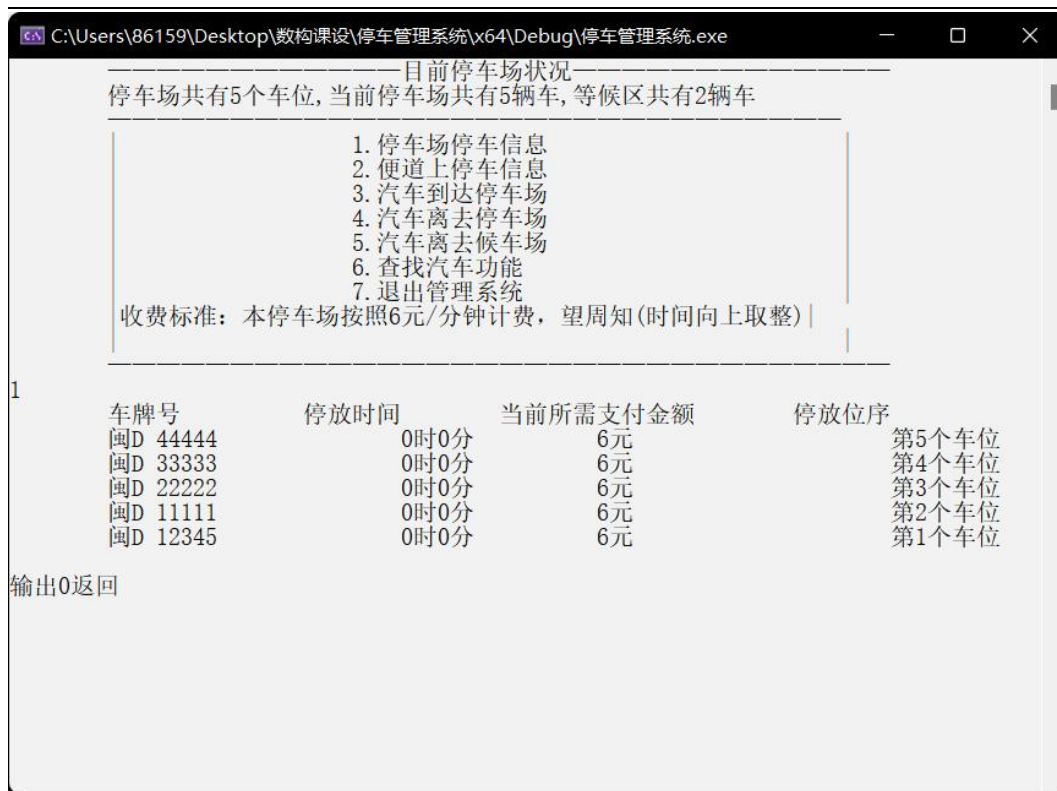 C:\Users\86159\Desktop\数构课设\停车管理系统\x64\Debug\停车管理系统.exe
————————————目前停车场状况—————————————
停车场共有5个车位,当前停车场共有5辆车,等候区共有2辆车
——————————————————————————————
1.停车场停车信息
2.便道上停车信息
3.汽车到达停车场
4.汽车离去停车场
5.汽车离去候车场
6.查找汽车功能
7.退出管理系统
收费标准：本停车场按照6元/分钟计费，望周知(时间向上取整)|
————————————————————————————————
1
车牌号 停放时间 当前所需支付金额 停放位序
闽D 44444 0时0分 6元 第5个车位
闽D 33333 0时0分 6元 第4个车位
闽D 22222 0时0分 6元 第3个车位
闽D 11111 0时0分 6元 第2个车位
闽D 12345 0时0分 6元 第1个车位
输出0返回